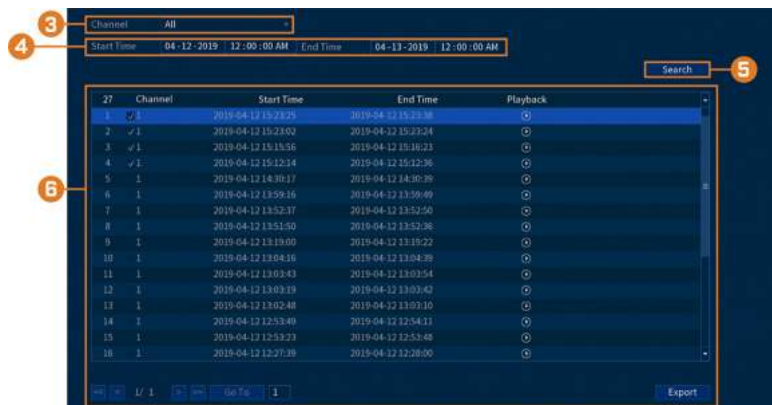 3 Channel All
4 Start Time 04-12-2019 12:00:00 AM End Time 04-13-2019 12:00:00 AM
Search 5
6
27 Channel Start Time End Time Playback
1 1 2019-04-12 15:23:25 2019-04-12 15:23:38
2 1 2019-04-12 15:23:02 2019-04-12 15:23:24
3 1 2019-04-12 15:15:56 2019-04-12 15:16:23
4 1 2019-04-12 15:12:14 2019-04-12 15:12:36
5 1 2019-04-12 14:30:17 2019-04-12 14:30:39
6 1 2019-04-12 13:59:16 2019-04-12 13:59:49
7 1 2019-04-12 13:52:37 2019-04-12 13:52:50
8 1 2019-04-12 13:51:50 2019-04-12 13:52:36
9 1 2019-04-12 13:19:00 2019-04-12 13:19:22
10 1 2019-04-12 13:04:16 2019-04-12 13:04:39
11 1 2019-04-12 13:03:43 2019-04-12 13:03:54
12 1 2019-04-12 13:03:19 2019-04-12 13:03:42
13 1 2019-04-12 13:02:48 2019-04-12 13:03:10
14 1 2019-04-12 12:53:49 2019-04-12 12:54:11
15 1 2019-04-12 12:53:23 2019-04-12 12:53:48
16 1 2019-04-12 12:27:39 2019-04-12 12:28:00
1/ 1 Go To 1 Export